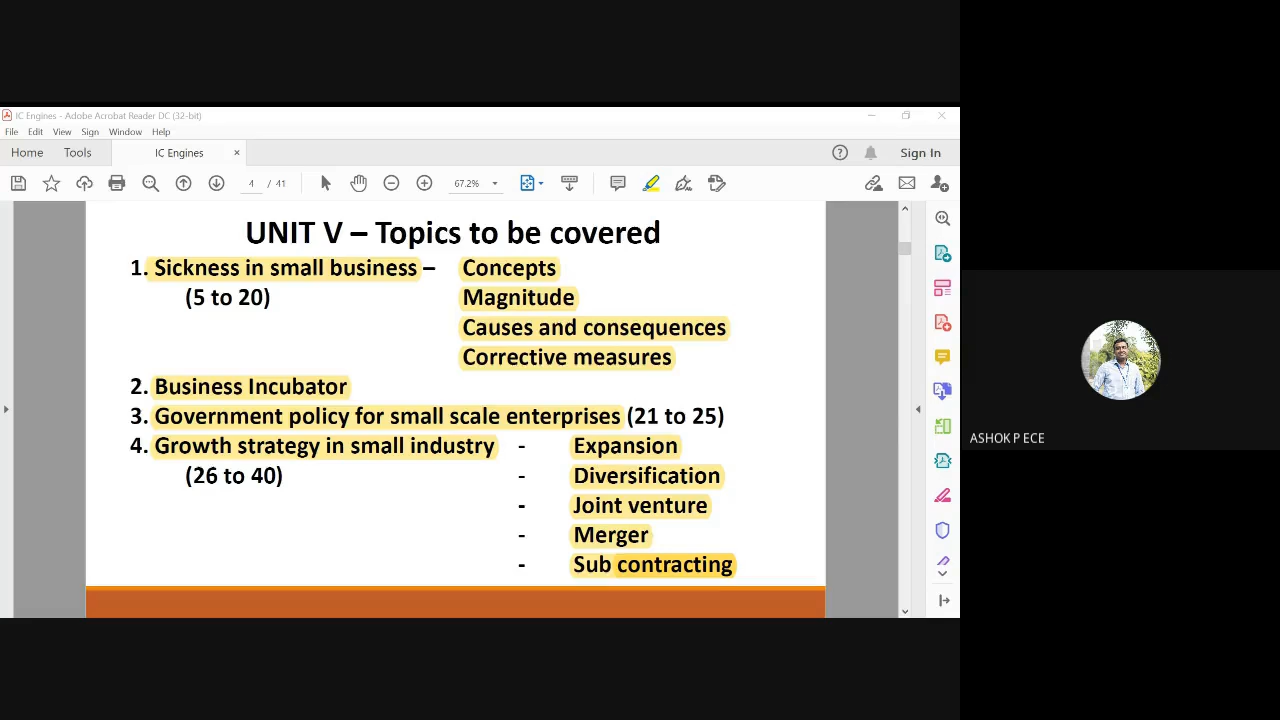 IC Engines - Adobe Acrobat Reader DC (32-bit)
File Edit View Sign Window Help
Home Tools IC Engines × Sign In
4 / 41 67.2%
UNIT V – Topics to be covered
1. Sickness in small business – Concepts
(5 to 20) Magnitude
Causes and consequences
Corrective measures
2. Business Incubator
3. Government policy for small scale enterprises (21 to 25)
4. Growth strategy in small industry - Expansion
(26 to 40) - Diversification
- Joint venture
- Merger
- Sub contracting
ASHOK P ECE